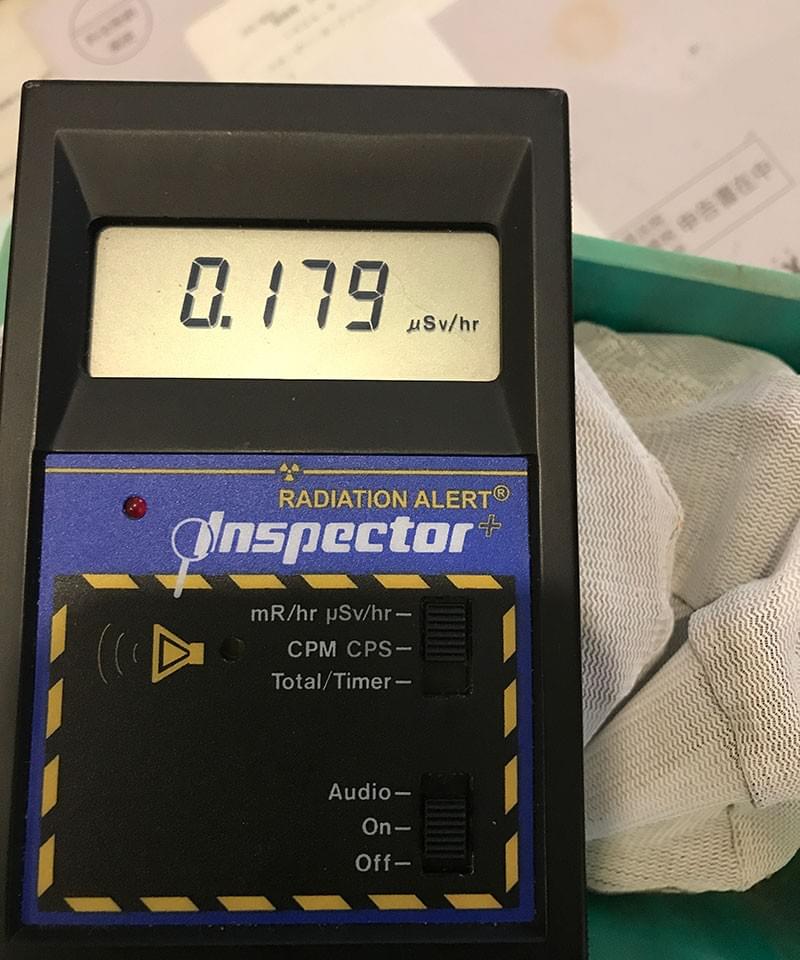 0.179 µSv/hr
RADIATION ALERT®
Inspector+
mR/hr µSv/hr–
CPM CPS–
Total/Timer–
Audio–
On–
Off–